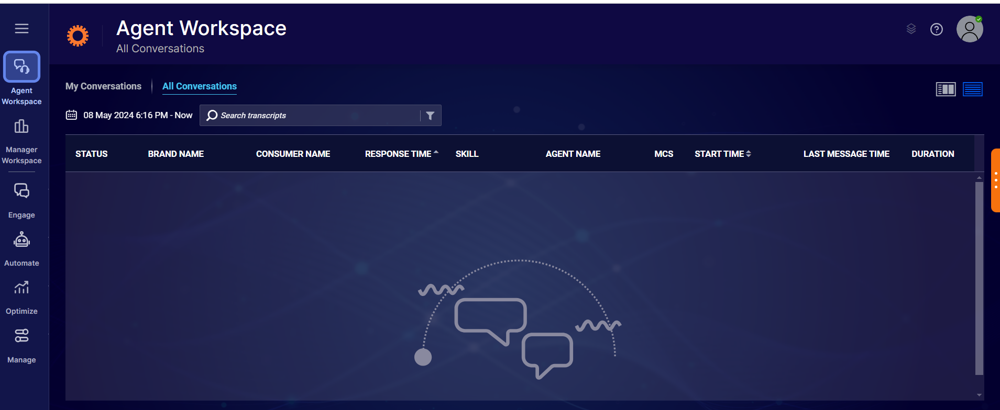 Agent Workspace
All Conversations
Agent
Workspace
Manager
Workspace
Engage
Automate
Optimize
Manage
My Conversations
All Conversations
08 May 2024 6:16 PM - Now
Search transcripts
STATUS BRAND NAME CONSUMER NAME RESPONSE TIME SKILL AGENT NAME MCS START TIME LAST MESSAGE TIME DURATION